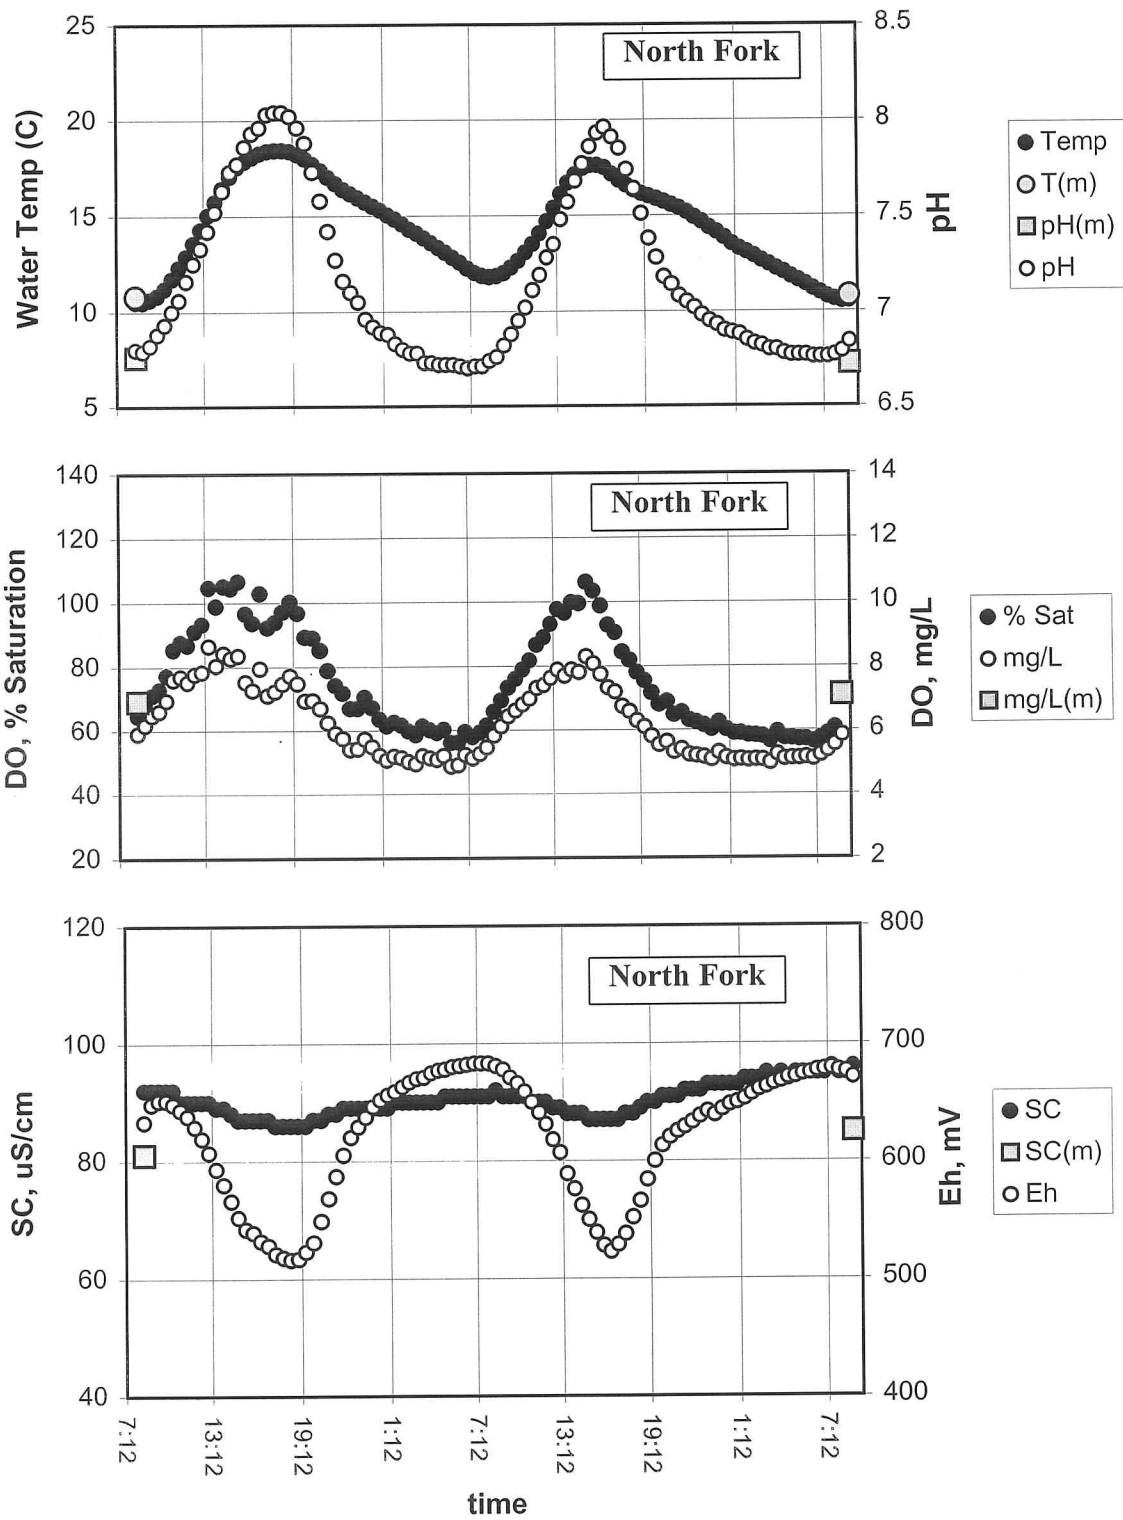 25
20
15
10
5
Water Temp (C)
North Fork
8.5
8
7.5
7
6.5
pH
Temp
T(m)
pH(m)
pH
140
120
100
80
60
40
20
DO, % Saturation
North Fork
14
12
10
8
6
4
2
DO, mg/L
% Sat
mg/L
mg/L(m)
120
100
80
60
40
SC, uS/cm
North Fork
800
700
600
500
400
Eh, mV
SC
SC(m)
Eh
7:12
13:12
19:12
1:12
7:12
13:12
19:12
1:12
7:12
time